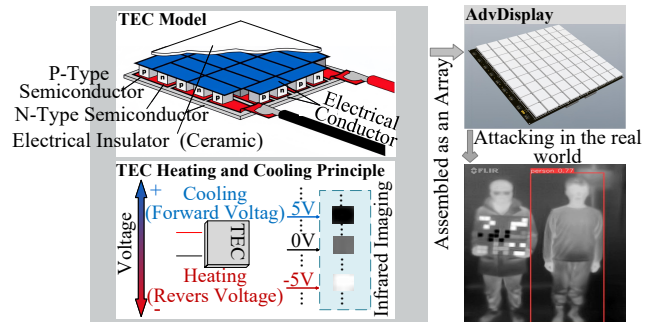 TEC Model
P-Type
Semiconductor
N-Type Semiconductor
Electrical Insulator (Ceramic)
Electrical
Conductor
p n p n p n p n
TEC Heating and Cooling Principle
+
Cooling
(Forward Voltag)
Voltage
TEC
Heating
(Revers Voltage)
-
5V
0V
-5V
Infrared Imaging
Assembled as an Array
AdvDisplay
Attacking in the real
world
FLIR
person: 0.77